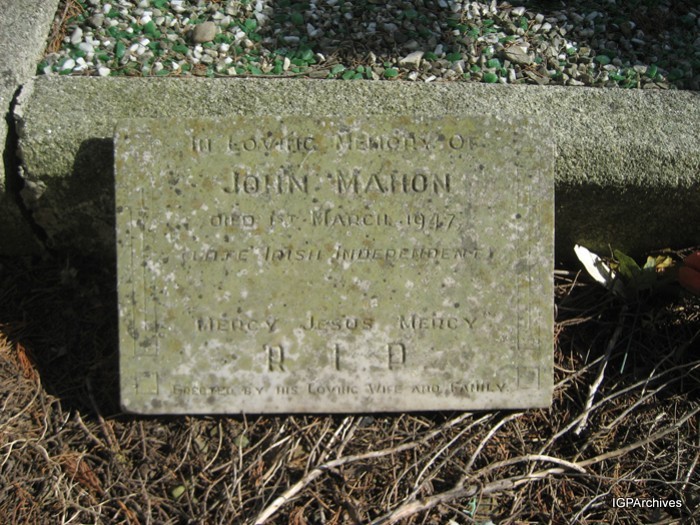 In Loving Memory Of
John Mahon
Died 1st March 1947
(Late Irish Independent)
Mercy Jesus Mercy
R I P
Erected by his Loving Wife and Family
IGPArchives